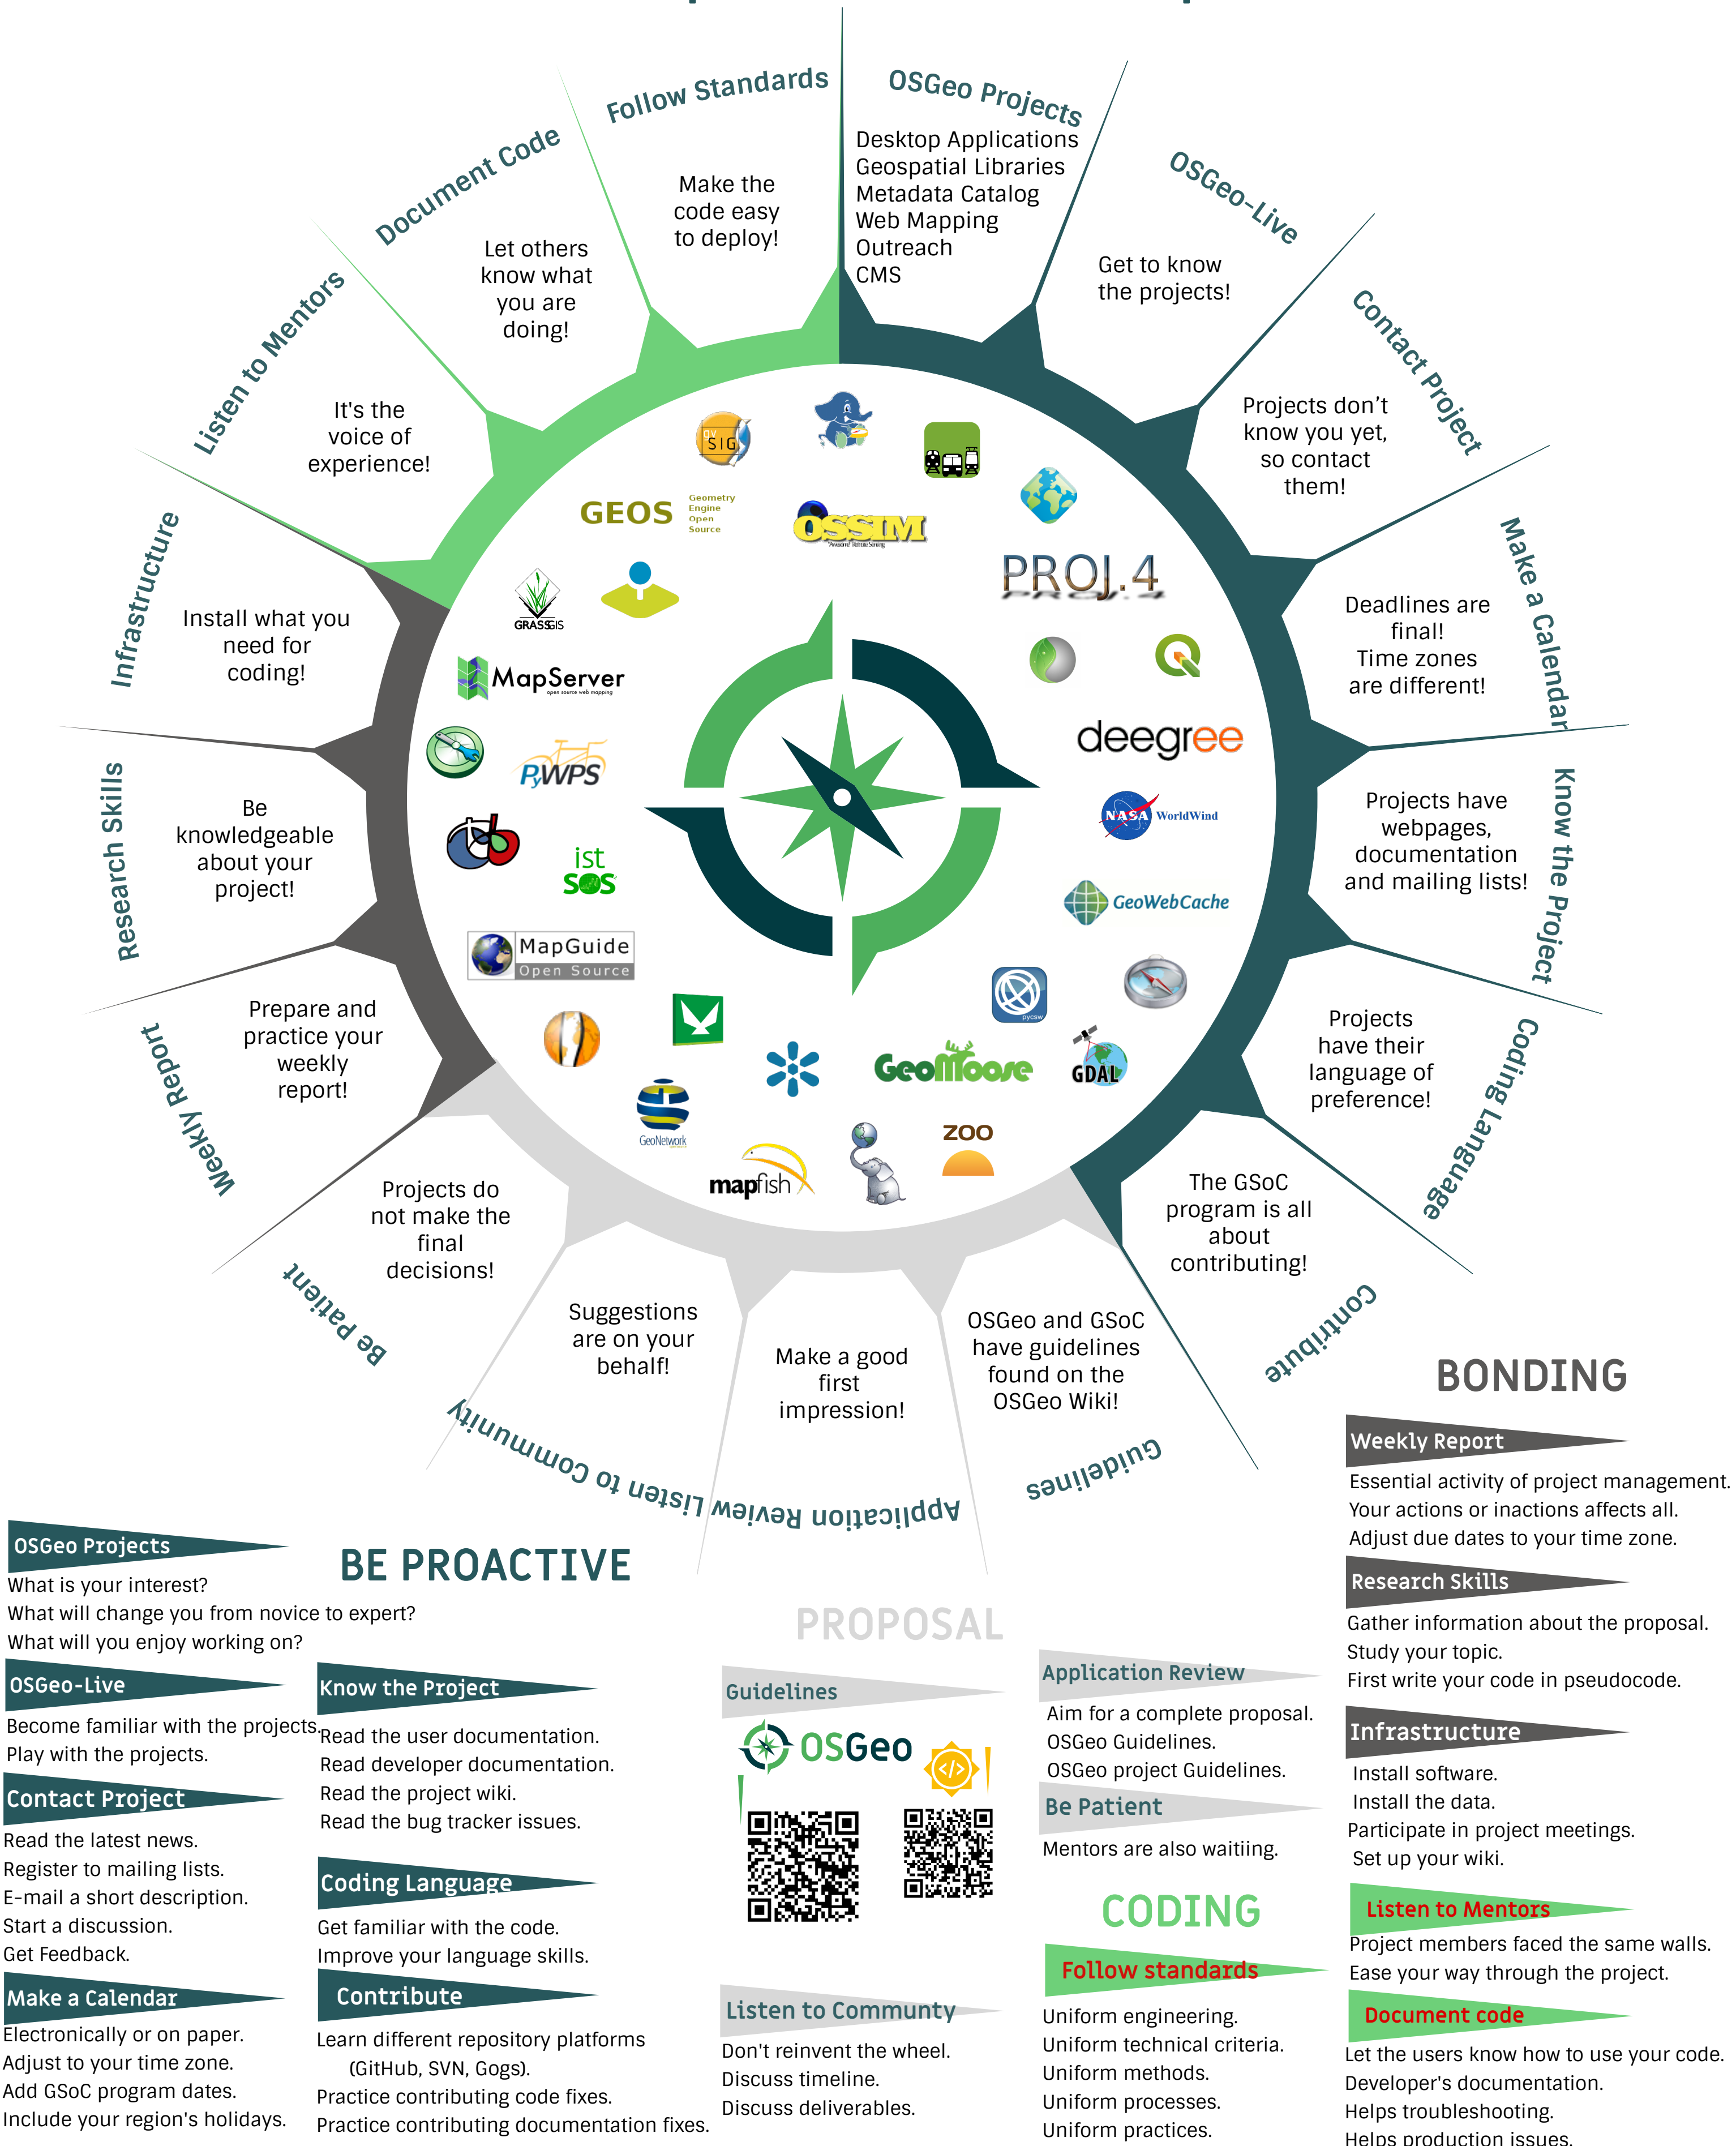 Follow Standards
Make the
code easy
to deploy!
OSGeo Projects
Desktop Applications
Geospatial Libraries
Metadata Catalog
Web Mapping
Outreach
CMS
OSGeo-Live
Get to know
the projects!
Contact Project
Projects don’t
know you yet,
so contact
them!
Make a Calendar
Deadlines are
final!
Time zones
are different!
Know the Project
Projects have
webpages,
documentation
and mailing lists!
Coding Language
Projects
have their
language of
preference!
Contribute
The GSoC
program is all
about
contributing!
Guidelines
OSGeo and GSoC
have guidelines
found on the
OSGeo Wiki!
Application Review
Make a good
first
impression!
Listen to Community
Suggestions
are on your
behalf!
Be Patient
Projects do
not make the
final
decisions!
Weekly Report
Prepare and
practice your
weekly
report!
Research Skills
Be
knowledgeable
about your
project!
Infrastructure
Install what you
need for
coding!
Listen to Mentors
It's the
voice of
experience!
Document Code
Let others
know what
you are
doing!
gv
SIG
GEOS
Geometry
Engine
Open
Source
OSSIM
"Awesome" Remote Sensing
PROJ.4
GRASS GIS
MapServer
open source web mapping
deegree
PyWPS
NASA WorldWind
ist
SOS
GeoWebCache
MapGuide
Open Source
pycsw
GeoMoose
GDAL
GeoNetwork
mapfish
ZOO
BONDING
Weekly Report
Essential activity of project management.
Your actions or inactions affects all.
Adjust due dates to your time zone.
Research Skills
Gather information about the proposal.
Study your topic.
First write your code in pseudocode.
Infrastructure
Install software.
Install the data.
Participate in project meetings.
Set up your wiki.
BE PROACTIVE
OSGeo Projects
What is your interest?
What will change you from novice to expert?
What will you enjoy working on?
OSGeo-Live
Become familiar with the projects.
Play with the projects.
Contact Project
Read the latest news.
Register to mailing lists.
E-mail a short description.
Start a discussion.
Get Feedback.
Make a Calendar
Electronically or on paper.
Adjust to your time zone.
Add GSoC program dates.
Include your region's holidays.
Know the Project
Read the user documentation.
Read developer documentation.
Read the project wiki.
Read the bug tracker issues.
Coding Language
Get familiar with the code.
Improve your language skills.
Contribute
Learn different repository platforms
(GitHub, SVN, Gogs).
Practice contributing code fixes.
Practice contributing documentation fixes.
PROPOSAL
Guidelines
OSGeo
</>
Listen to Communty
Don't reinvent the wheel.
Discuss timeline.
Discuss deliverables.
Application Review
Aim for a complete proposal.
OSGeo Guidelines.
OSGeo project Guidelines.
Be Patient
Mentors are also waitiing.
CODING
Follow standards
Uniform engineering.
Uniform technical criteria.
Uniform methods.
Uniform processes.
Uniform practices.
Listen to Mentors
Project members faced the same walls.
Ease your way through the project.
Document code
Let the users know how to use your code.
Developer's documentation.
Helps troubleshooting.
Helps production issues.